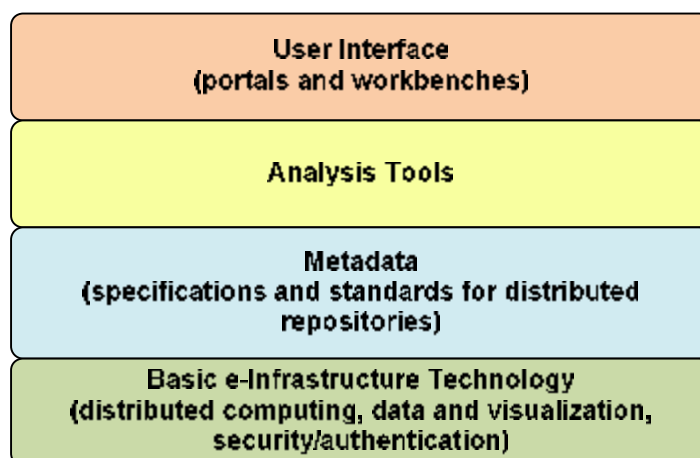 User Interface
(portals and workbenches)
Analysis Tools
Metadata
(specifications and standards for distributed
repositories)
Basic e-Infrastructure Technology
(distributed computing, data and visualization,
security/authentication)